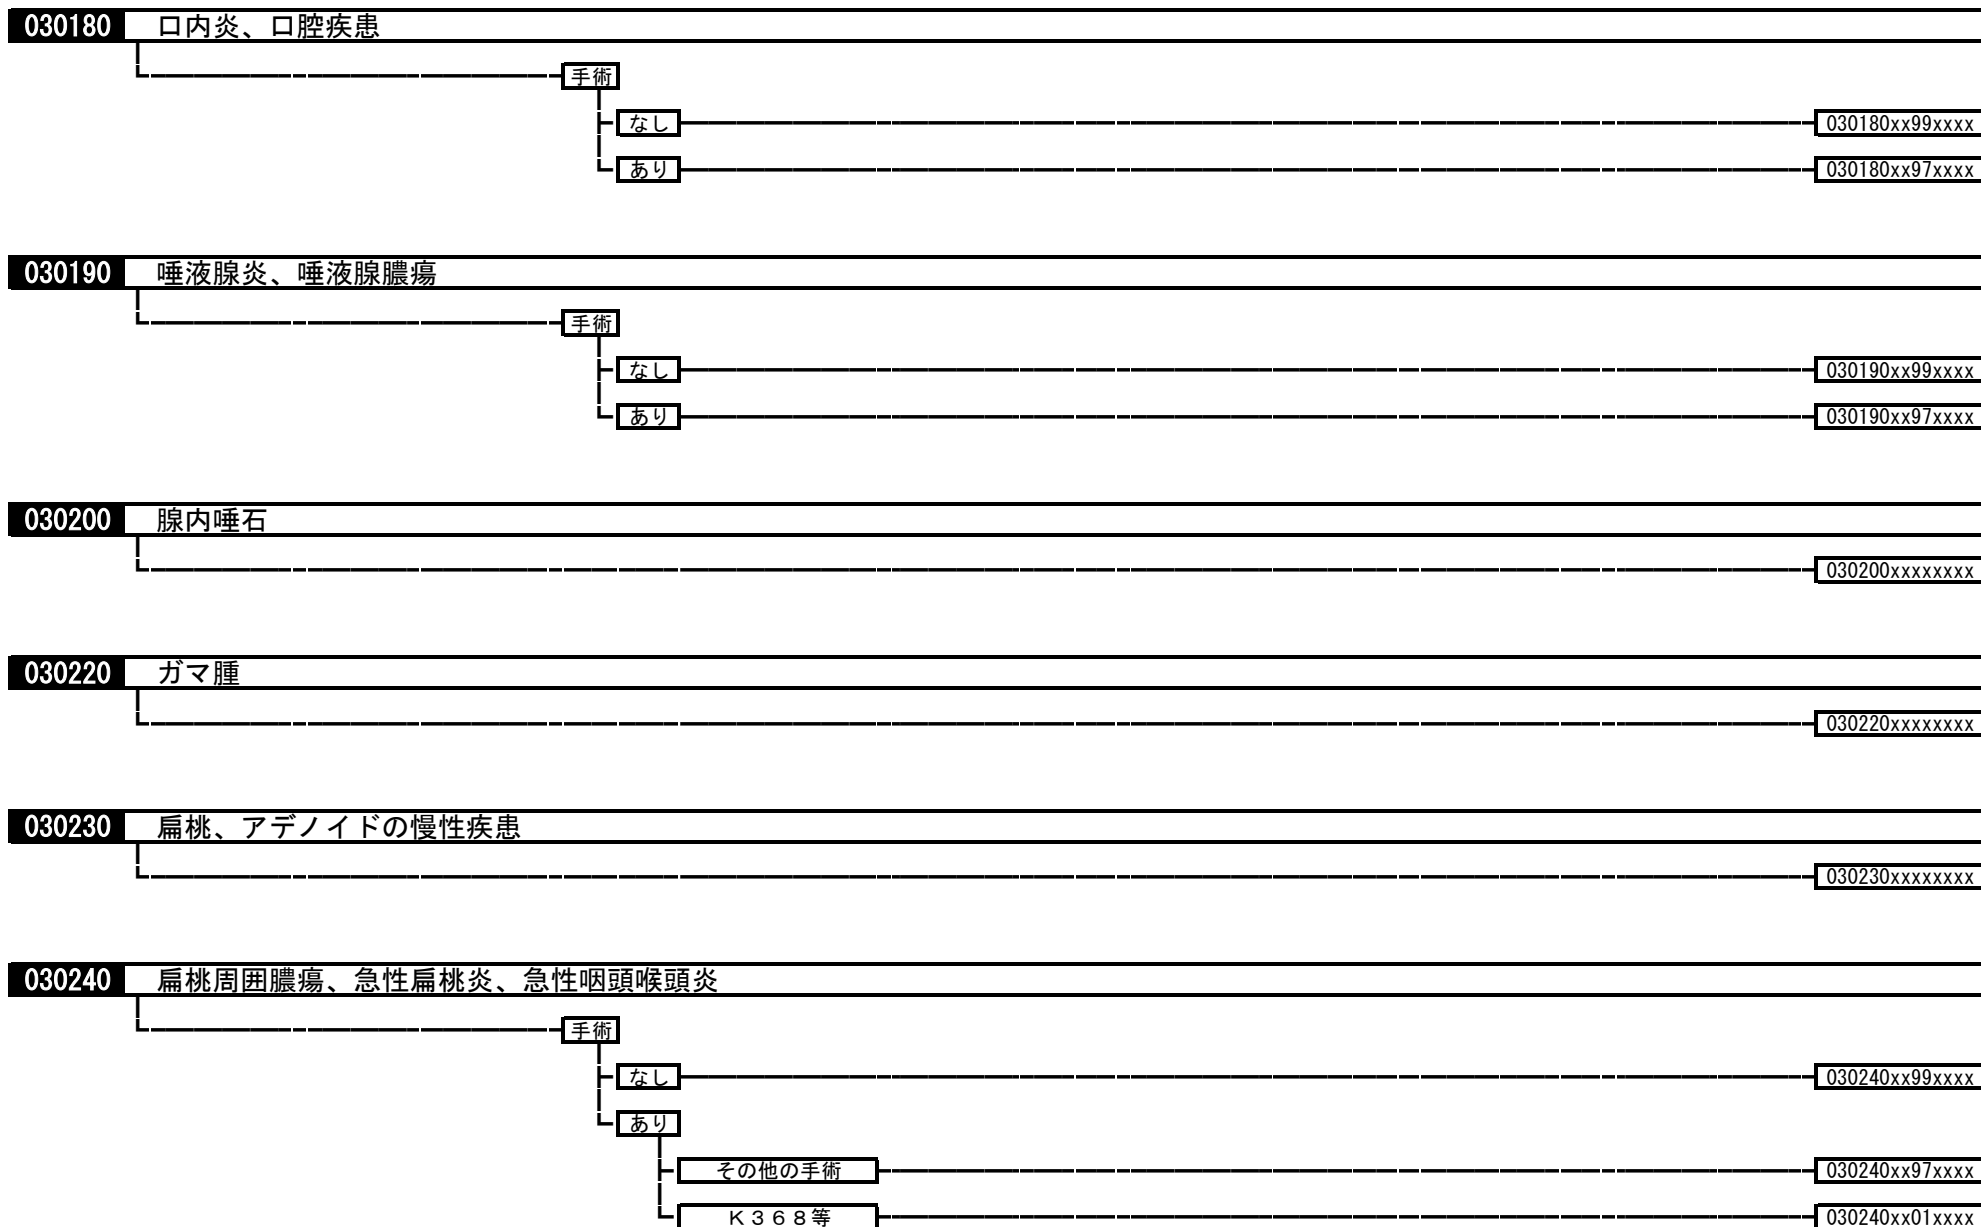 030180 口内炎、口腔疾患
手術
なし 030180xx99xxxx
あり 030180xx97xxxx
030190 唾液腺炎、唾液腺膿瘍
手術
なし 030190xx99xxxx
あり 030190xx97xxxx
030200 腺内唾石
030200xxxxxxxx
030220 ガマ腫
030220xxxxxxxx
030230 扁桃、アデノイドの慢性疾患
030230xxxxxxxx
030240 扁桃周囲膿瘍、急性扁桃炎、急性咽頭喉頭炎
手術
なし 030240xx99xxxx
あり
その他の手術 030240xx97xxxx
Ｋ３６８等 030240xx01xxxx